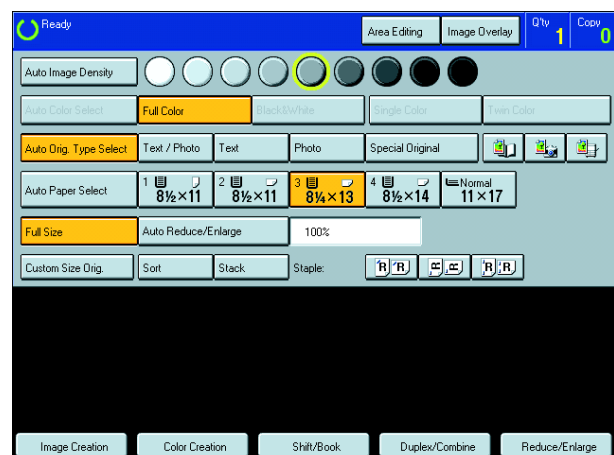 Ready Area Editing Image Overlay Q'ty 1 Copy 0
Auto Image Density
Auto Color Select Full Color Black&White Single Color Twin Color
Auto Orig. Type Select Text / Photo Text Photo Special Original
Auto Paper Select 1 8½×11 2 8½×11 3 8¼×13 4 8½×14 Normal 11×17
Full Size Auto Reduce/Enlarge 100%
Custom Size Orig. Sort Stack Staple: R R R R R R
Image Creation Color Creation Shift/Book Duplex/Combine Reduce/Enlarge